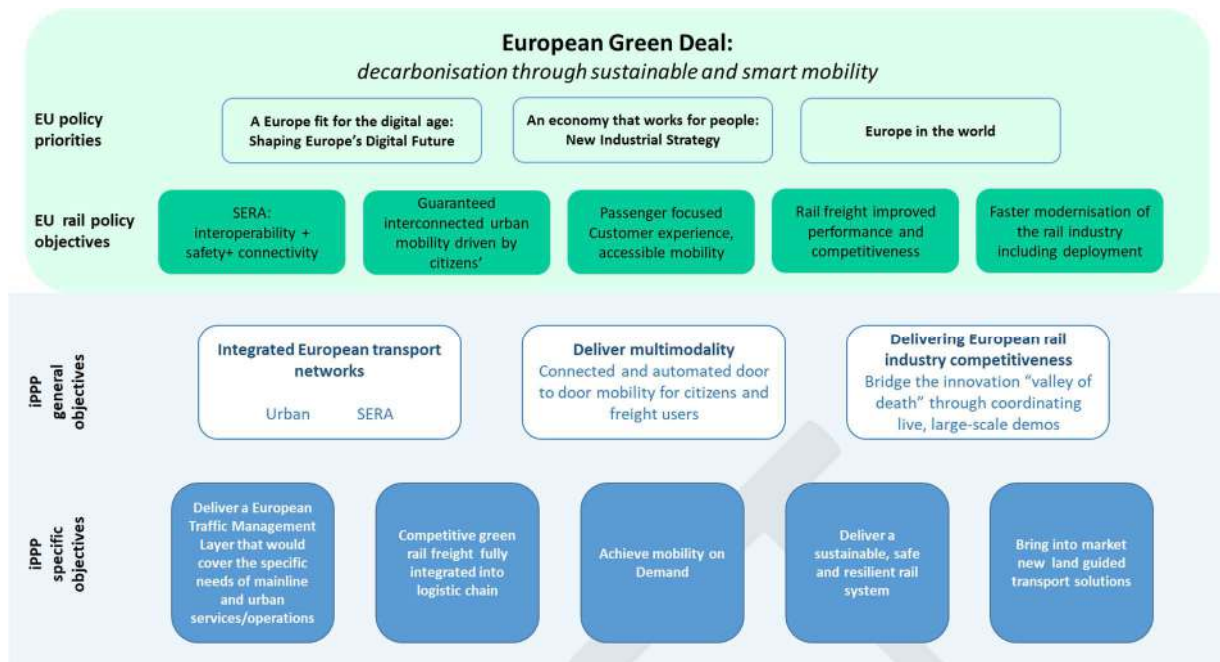 European Green Deal:
decarbonisation through sustainable and smart mobility
EU policy
priorities
A Europe fit for the digital age:
Shaping Europe's Digital Future
An economy that works for people:
New Industrial Strategy
Europe in the world
EU rail policy
objectives
SERA:
interoperability +
safety+ connectivity
Guaranteed
interconnected urban
mobility driven by
citizens'
Passenger focused
Customer experience,
accessible mobility
Rail freight improved
performance and
competitiveness
Faster modernisation of
the rail industry
including deployment
iPPP
general
objectives
Integrated European transport
networks
Urban SERA
Deliver multimodality
Connected and automated door
to door mobility for citizens and
freight users
Delivering European rail
industry competitiveness
Bridge the innovation "valley of
death" through coordinating
live, large-scale demos
iPPP
specific
objectives
Deliver a European
Traffic Management
Layer that would
cover the specific
needs of mainline
and urban
services/operations
Competitive green
rail freight fully
integrated into
logistic chain
Achieve mobility on
Demand
Deliver a
sustainable, safe
and resilient rail
system
Bring into market
new land guided
transport solutions